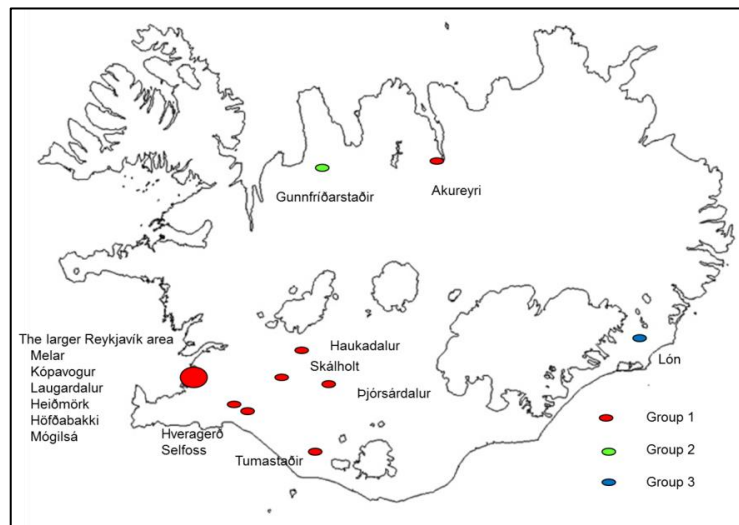 Gunnfríðarstaðir
Akureyri
The larger Reykjavík area
Melar
Kópavogur
Laugardalur
Heiðmörk
Höfðabakki
Mógilsá
Haukadalur
Skálholt
Þjórsárdalur
Hveragerð
Selfoss
Tumastaðir
Lón
Group 1
Group 2
Group 3